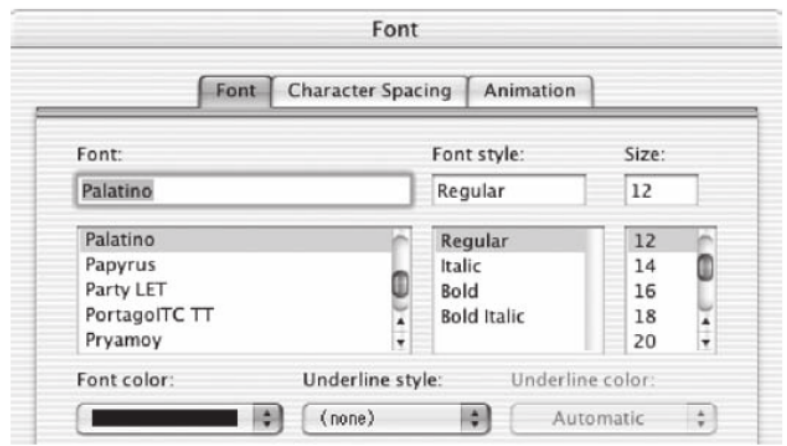 Font
Font Character Spacing Animation
Font: Font style: Size:
Palatino Regular 12
Palatino Regular 12
Papyrus Italic 14
Party LET Bold 16
PortagoITC TT Bold Italic 18
Pryamoy 20
Font color: Underline style: Underline color:
(none) Automatic